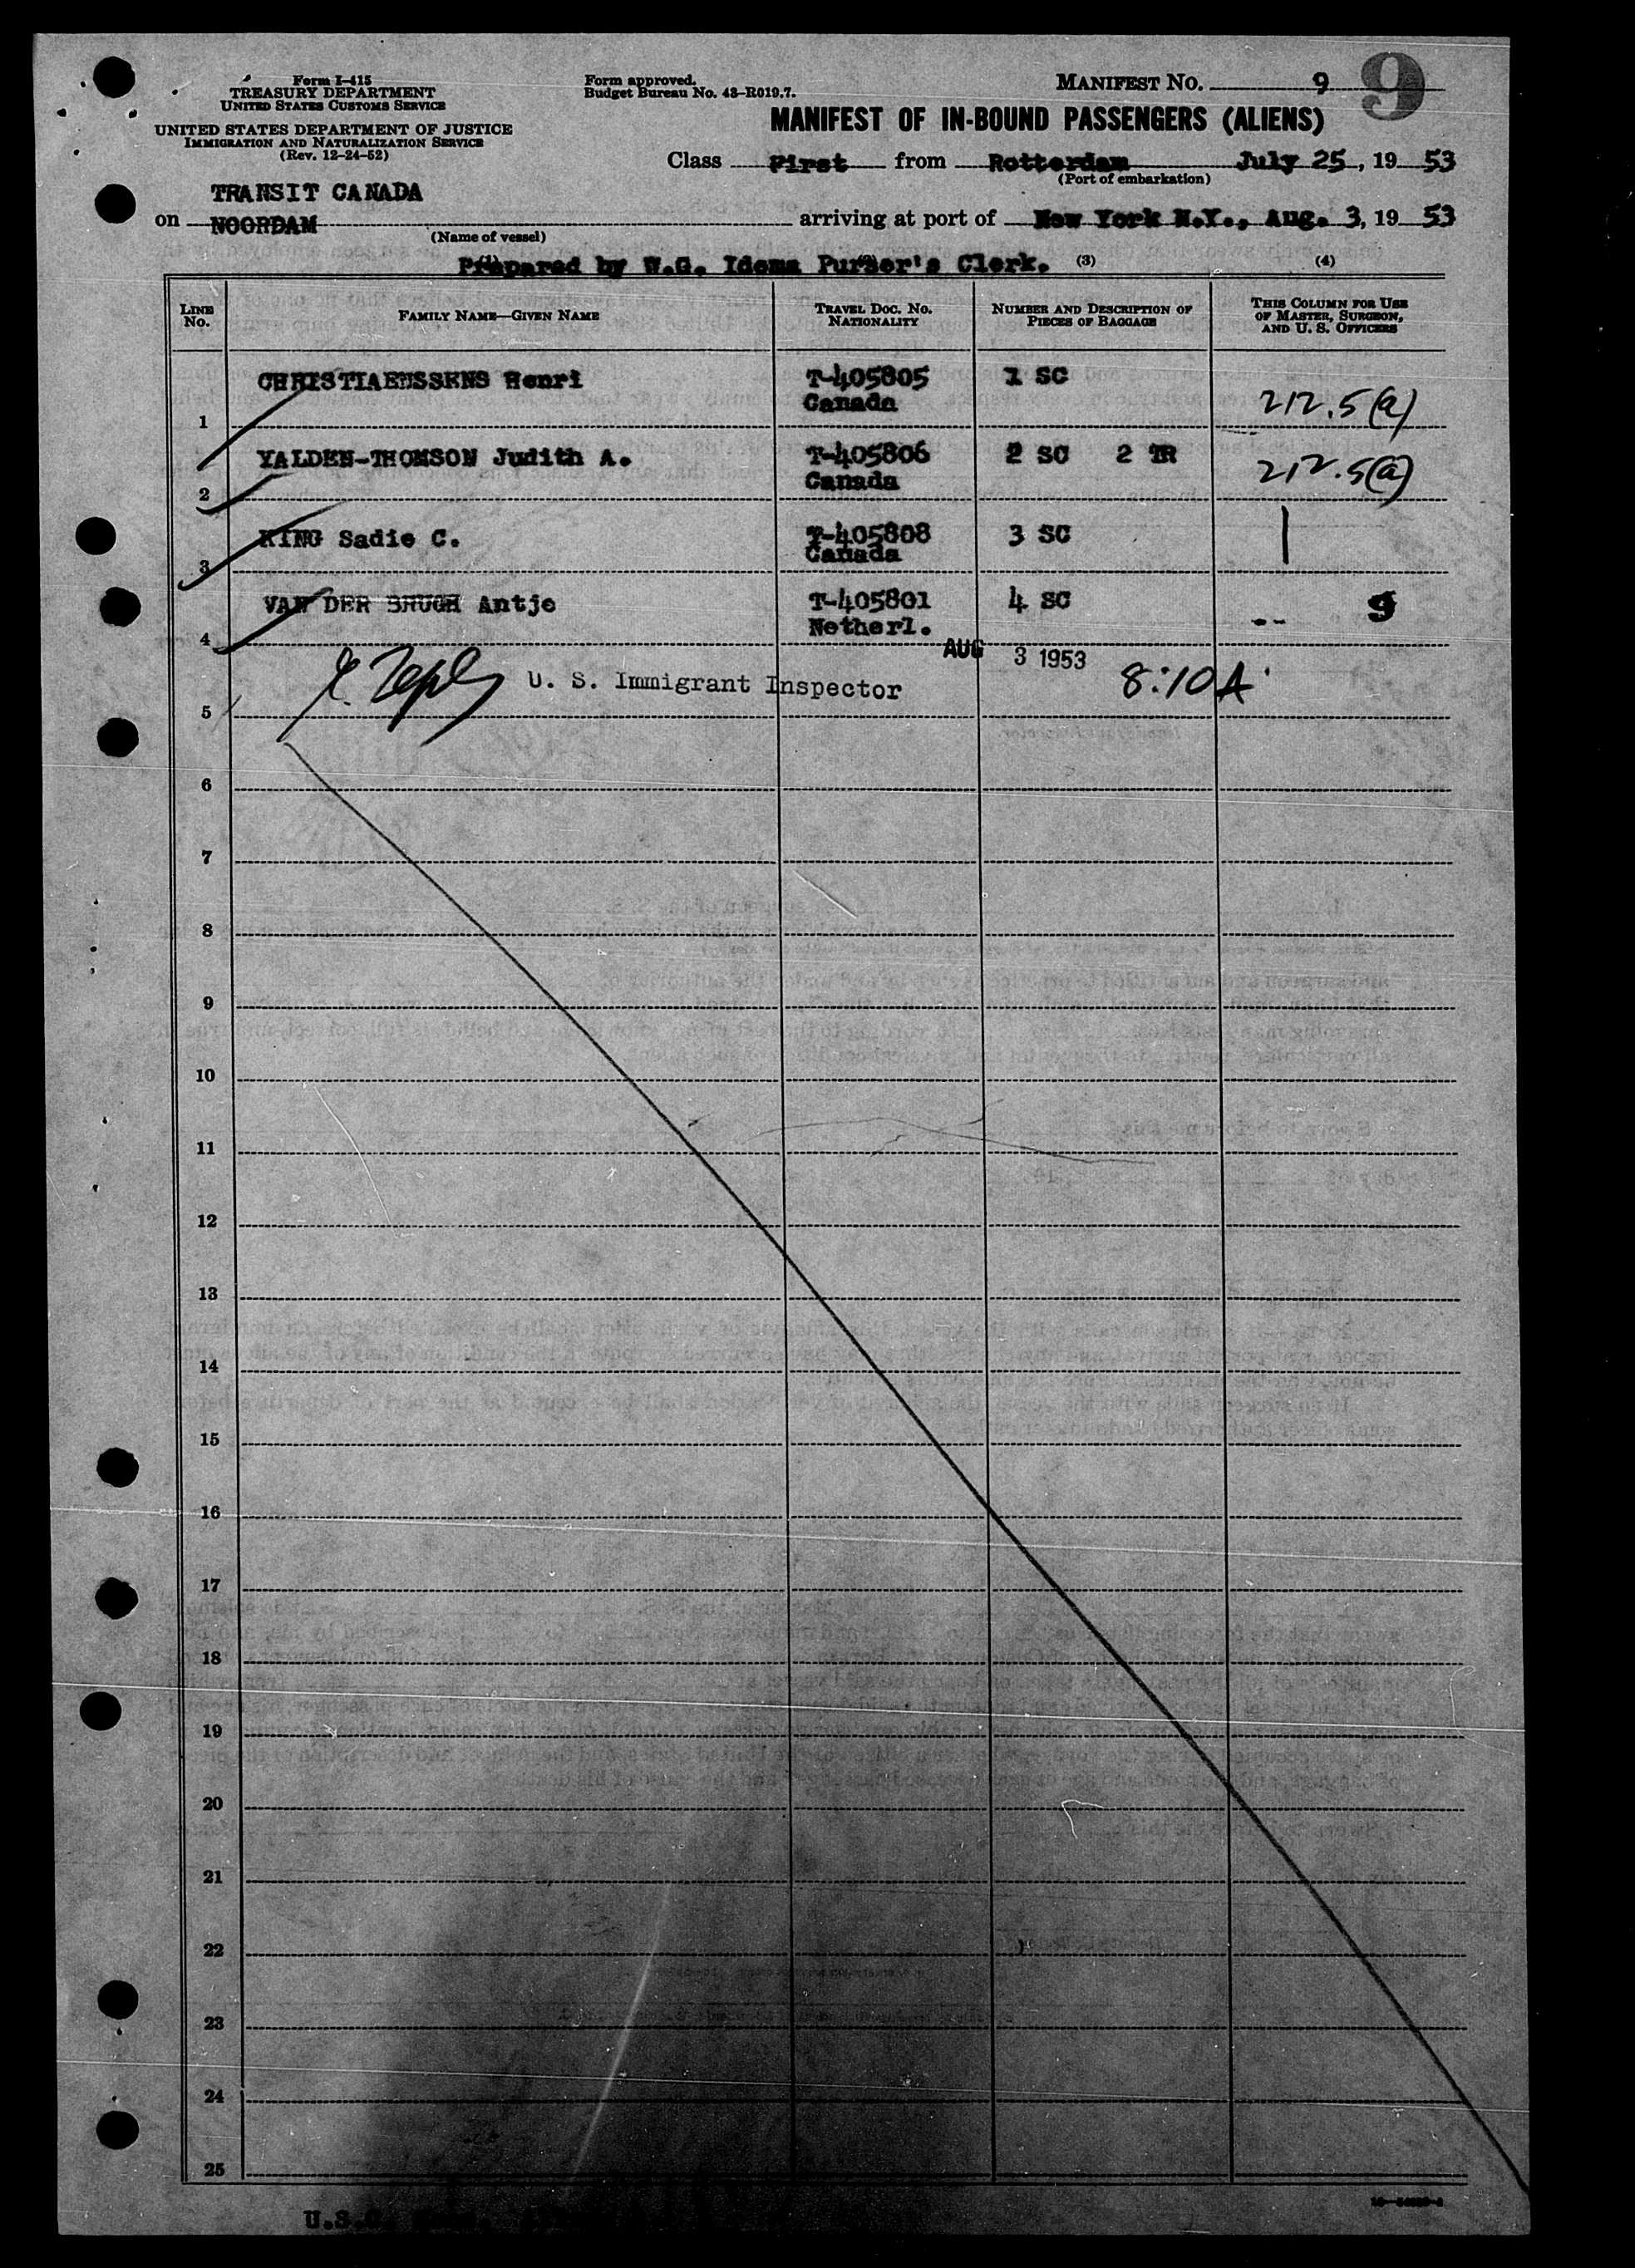 Form I-415
TREASURY DEPARTMENT
UNITED STATES CUSTOMS SERVICE
UNITED STATES DEPARTMENT OF JUSTICE
IMMIGRATION AND NATURALIZATION SERVICE
(Rev. 12-24-52)
Form approved.
Budget Bureau No. 43-R019.7.
MANIFEST NO. 9 9
MANIFEST OF IN-BOUND PASSENGERS (ALIENS)
Class First from Rotterdam July 25, 19 53
(Port of embarkation)
TRANSIT CANADA
on NOORDAM arriving at port of New York N.Y., Aug. 3, 19 53
(Name of vessel)
Prepared by W.G. Idema Purser's Clerk. (3) (4)
LINE No. FAMILY NAME—GIVEN NAME TRAVEL DOC. NO. NATIONALITY NUMBER AND DESCRIPTION OF PIECES OF BAGGAGE THIS COLUMN FOR USE OF MASTER, SURGEON, AND U. S. OFFICERS
CHRISTIAENSSENS Henri T-405805 1 SC
1 Canada 212.5(a)
YALDEN-THOMSON Judith A. T-405806 2 SC 2 TR
2 Canada 212.5(a)
KING Sadie C. T-405808 3 SC
3 Canada
VAN DER BRUGH Antje T-405801 4 SC 9
4 Netherl.
AUG 3 1953
U. S. Immigrant Inspector 8:10 A
5
6
7
8
9
10
11
12
13
14
15
16
17
18
19
20
21
22
23
24
25